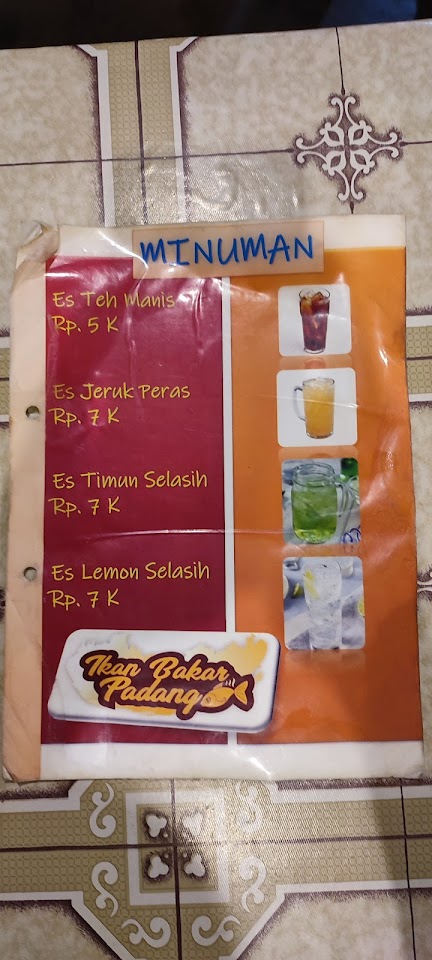 MINUMAN
Es Teh Manis
Rp. 5 K
Es Jeruk Peras
Rp. 7 K
Es Timun Selasih
Rp. 7 K
Es Lemon Selasih
Rp. 7 K
Ikan Bakar
Padang